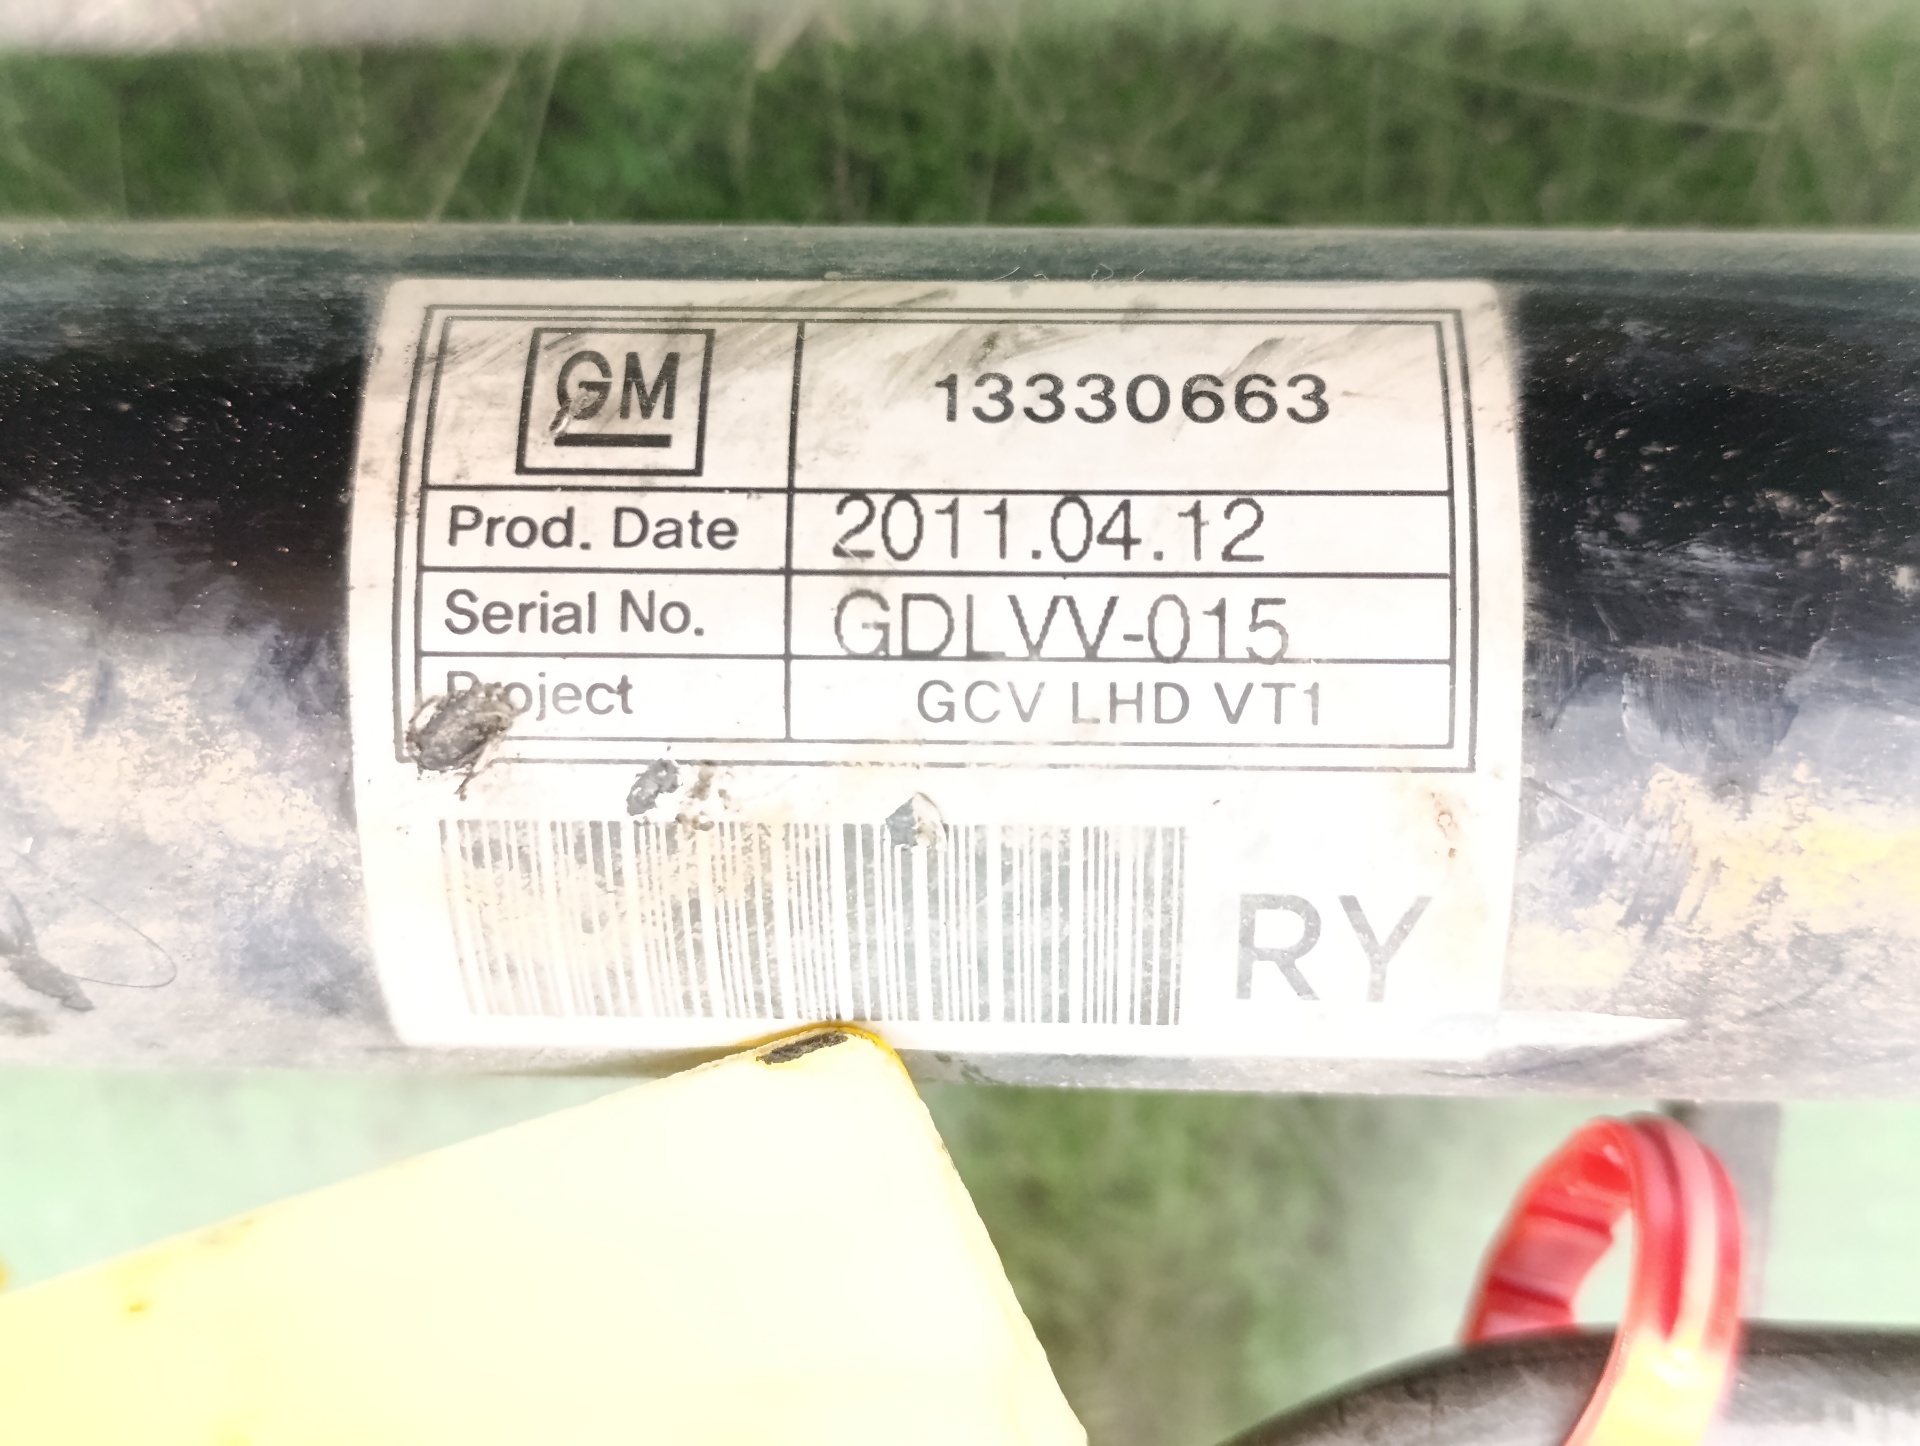 GM 13330663
Prod. Date 2011.04.12
Serial No. GDLVV-015
Project GCV LHD VT1
RY